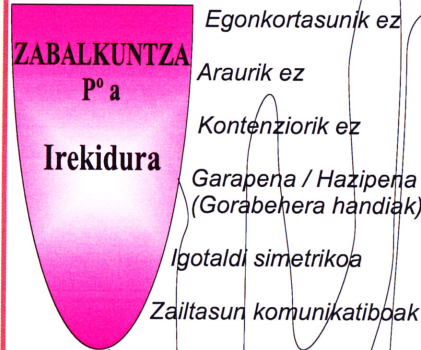 ZABALKUNTZA
Pº a
Irekidura
Egonkortasunik ez
Araurik ez
Kontenziorik ez
Garapena / Hazipena
(Gorabehera handiak)
Igotaldi simetrikoa
Zailtasun komunikatiboak